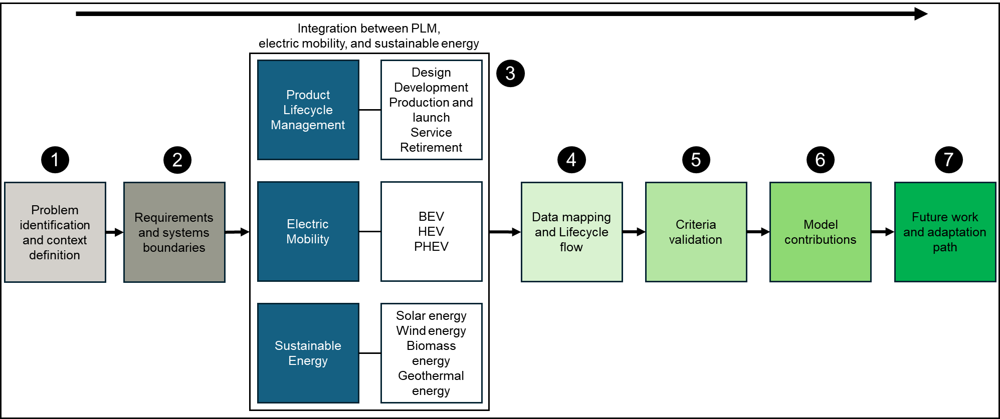 Integration between PLM,
electric mobility, and sustainable energy
1
Problem
identification
and context
definition
2
Requirements
and systems
boundaries
3
Product
Lifecycle
Management
Design
Development
Production and
launch
Service
Retirement
Electric
Mobility
BEV
HEV
PHEV
Sustainable
Energy
Solar energy
Wind energy
Biomass
energy
Geothermal
energy
4
Data mapping
and Lifecycle
flow
5
Criteria
validation
6
Model
contributions
7
Future work
and adaptation
path